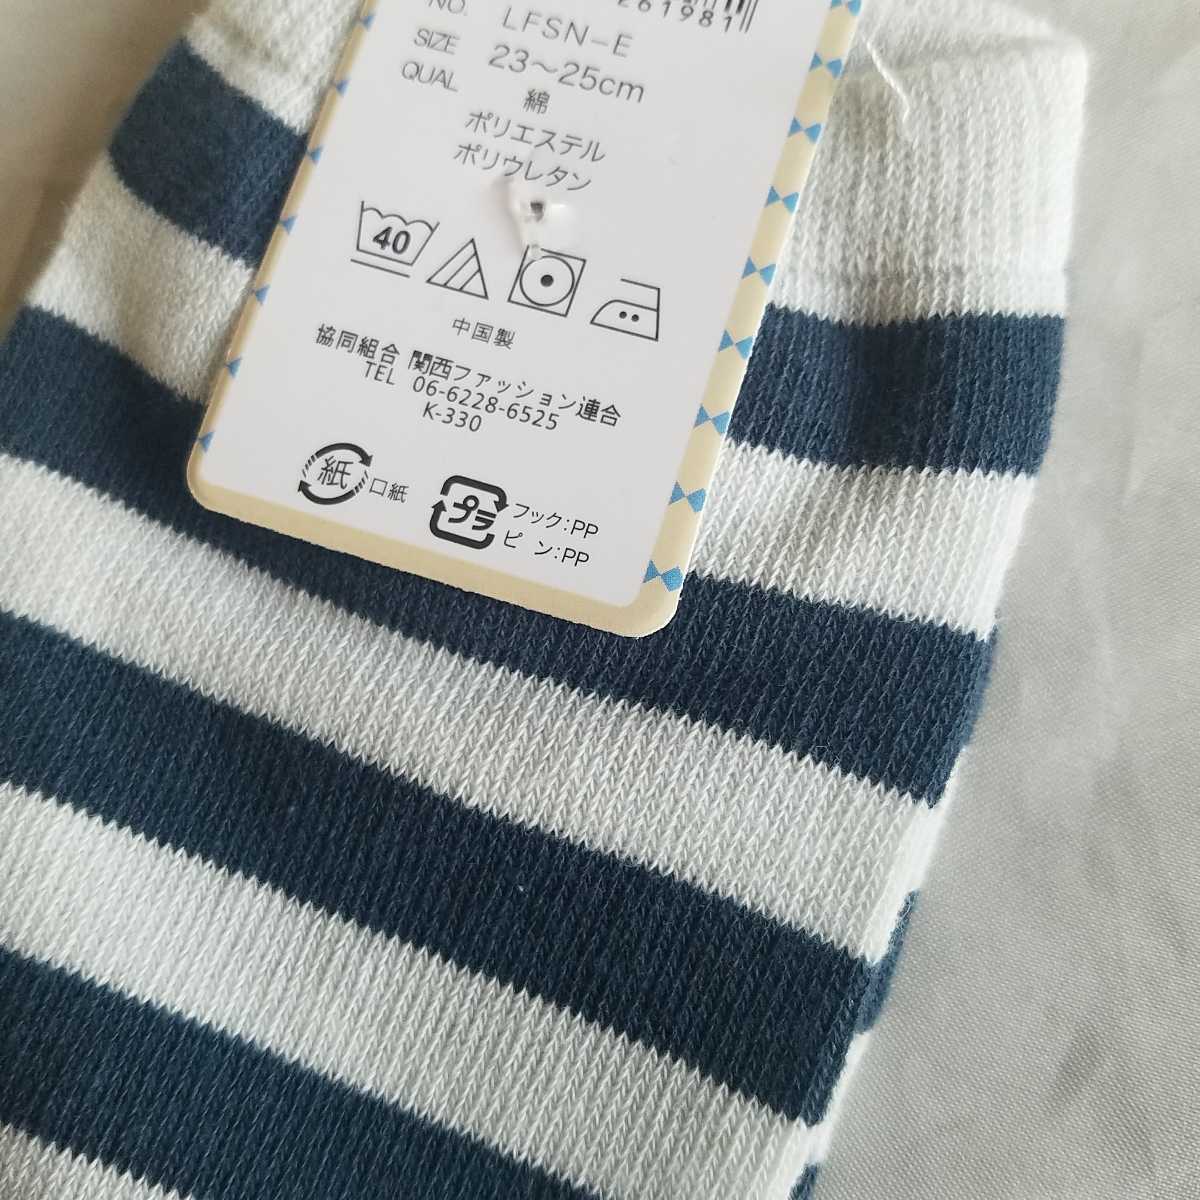 261981
NO. LFSN-E
SIZE 23～25cm
QUAL 綿
ポリエステル
ポリウレタン
40
中国製
協同組合 関西ファッション連合
TEL 06-6228-6525
K-330
紙 口紙
プラ フック:PP
ピン:PP